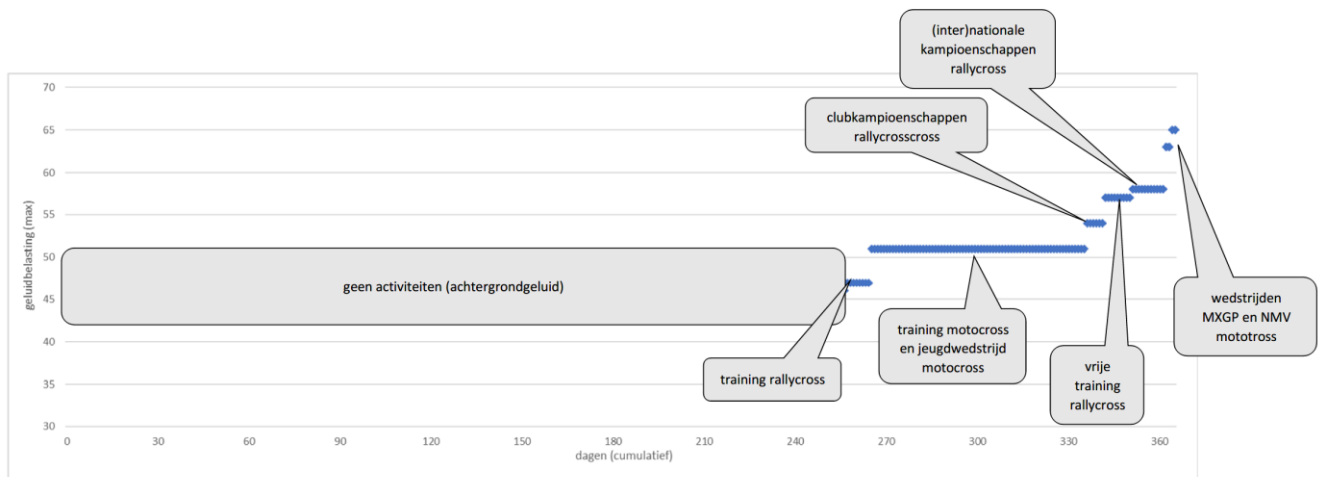 (inter)nationale
kampioenschappen
rallycross
clubkampioenschappen
rallycrosscross
geen activiteiten (achtergrondgeluid)
training rallycross
training motocross
en jeugdwedstrijd
motocross
vrije
training
rallycross
wedstrijden
MXGP en NMV
mototross
geluidbelasting (max)
70
65
60
55
50
45
40
35
30
0 30 60 90 120 150 180 210 240 270 300 330 360
dagen (cumulatief)